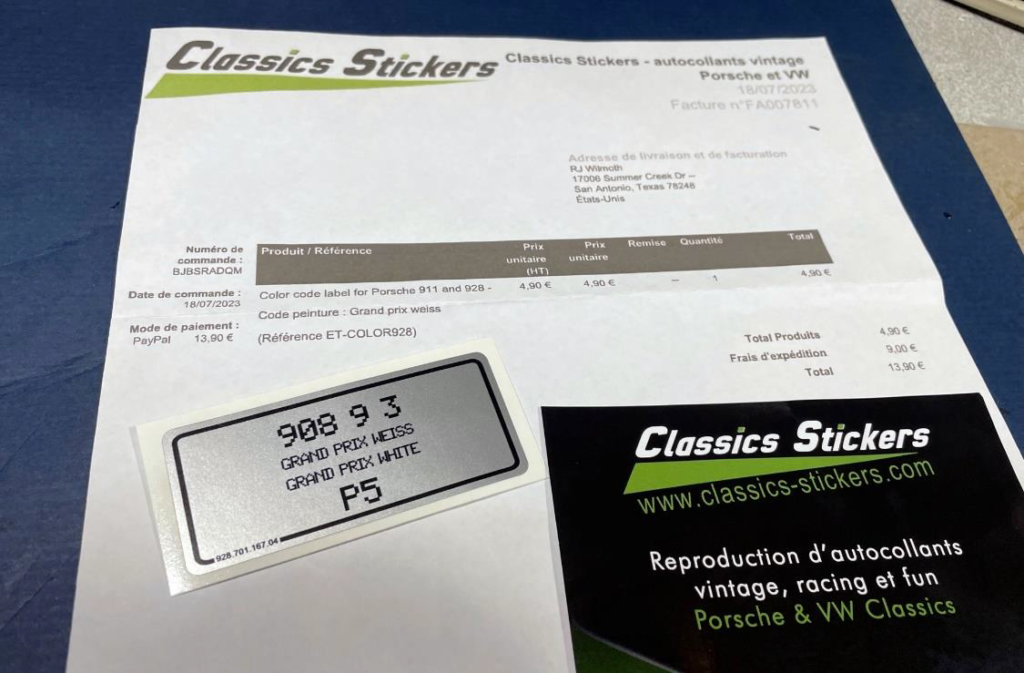 Classics Stickers
Classics Stickers - autocollants vintage
Porsche et VW
18/07/2023
Facture n°FA007811
Adresse de livraison et de facturation
RJ Wilmoth
17006 Summer Creek Dr --
San Antonio, Texas 78248
États-Unis
Numéro de
commande :
BJBSRADQM
Date de commande :
18/07/2023
Mode de paiement :
PayPal 13,90 €
Produit / Référence Prix unitaire (HT) Prix unitaire Remise Quantité Total
Color code label for Porsche 911 and 928 - 4,90 € 4,90 € -- 1 4,90 €
Code peinture : Grand prix weiss
(Référence ET-COLOR928)
Total Produits 4,90 €
Frais d'expédition 9,00 €
Total 13,90 €
908 9 3
GRAND PRIX WEISS
GRAND PRIX WHITE
P5
928.701.167.04
Classics Stickers
www.classics-stickers.com
Reproduction d'autocollants
vintage, racing et fun
Porsche & VW Classics